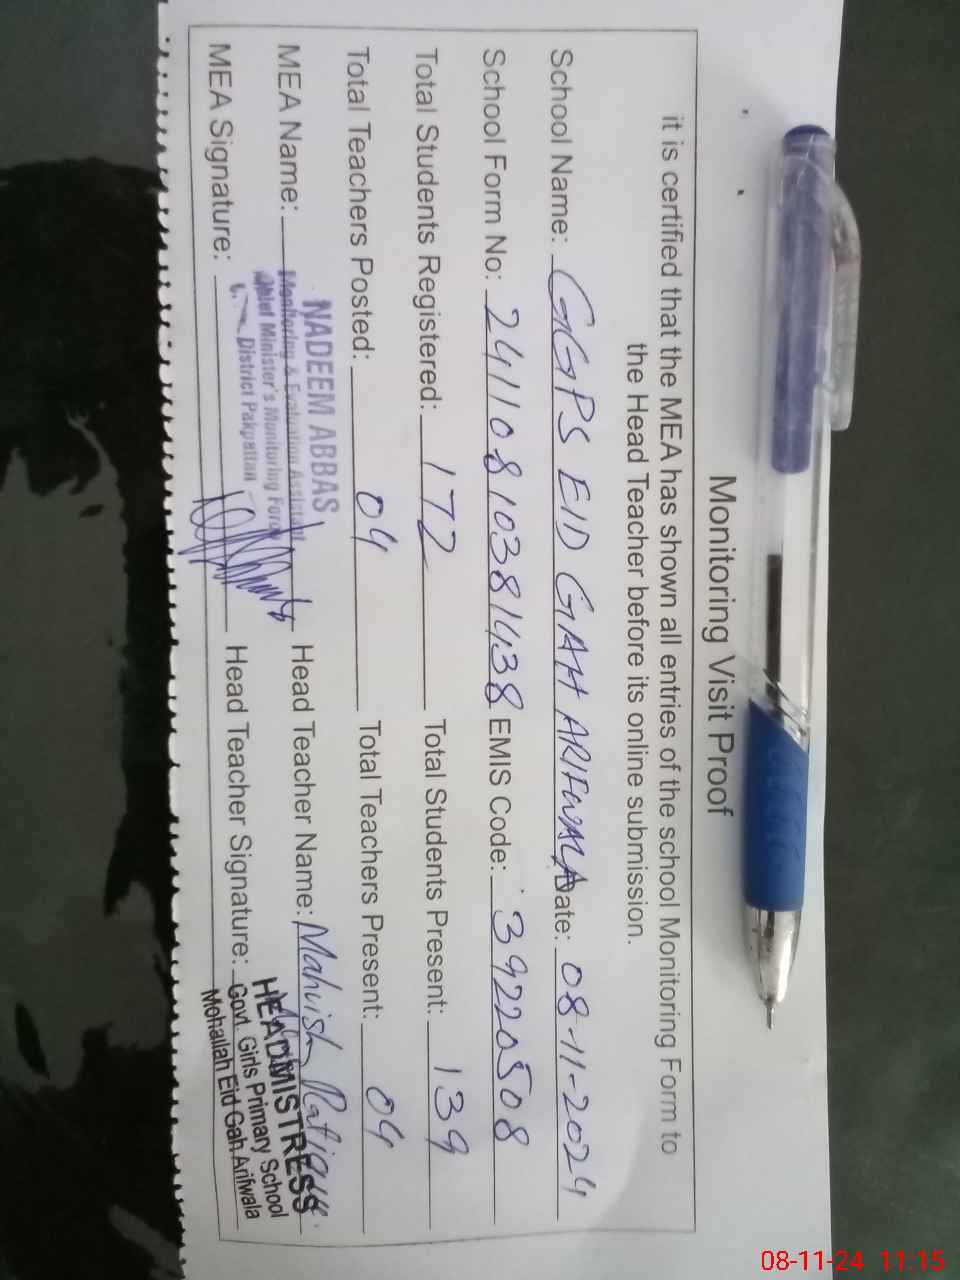 Monitoring Visit Proof
it is certified that the MEA has shown all entries of the school Monitoring Form to
the Head Teacher before its online submission.
School Name: GGPS EID GAH ARIFWALA Date: 08-11-2024
School Form No: 24110810381438 EMIS Code: 39220508
Total Students Registered: 172 Total Students Present: 139
Total Teachers Posted: 04 Total Teachers Present: 04
MEA Name: Head Teacher Name: Mahvish
NADEEM ABBAS
Monitoring & Evaluation Assistant
Chief Minister's Monitoring Force
District Pakpattan
MEA Signature: Head Teacher Signature:
HEADMISTRESS
Govt. Girls Primary School
Mohallah Eid Gah Arifwala
08-11-24 11:15